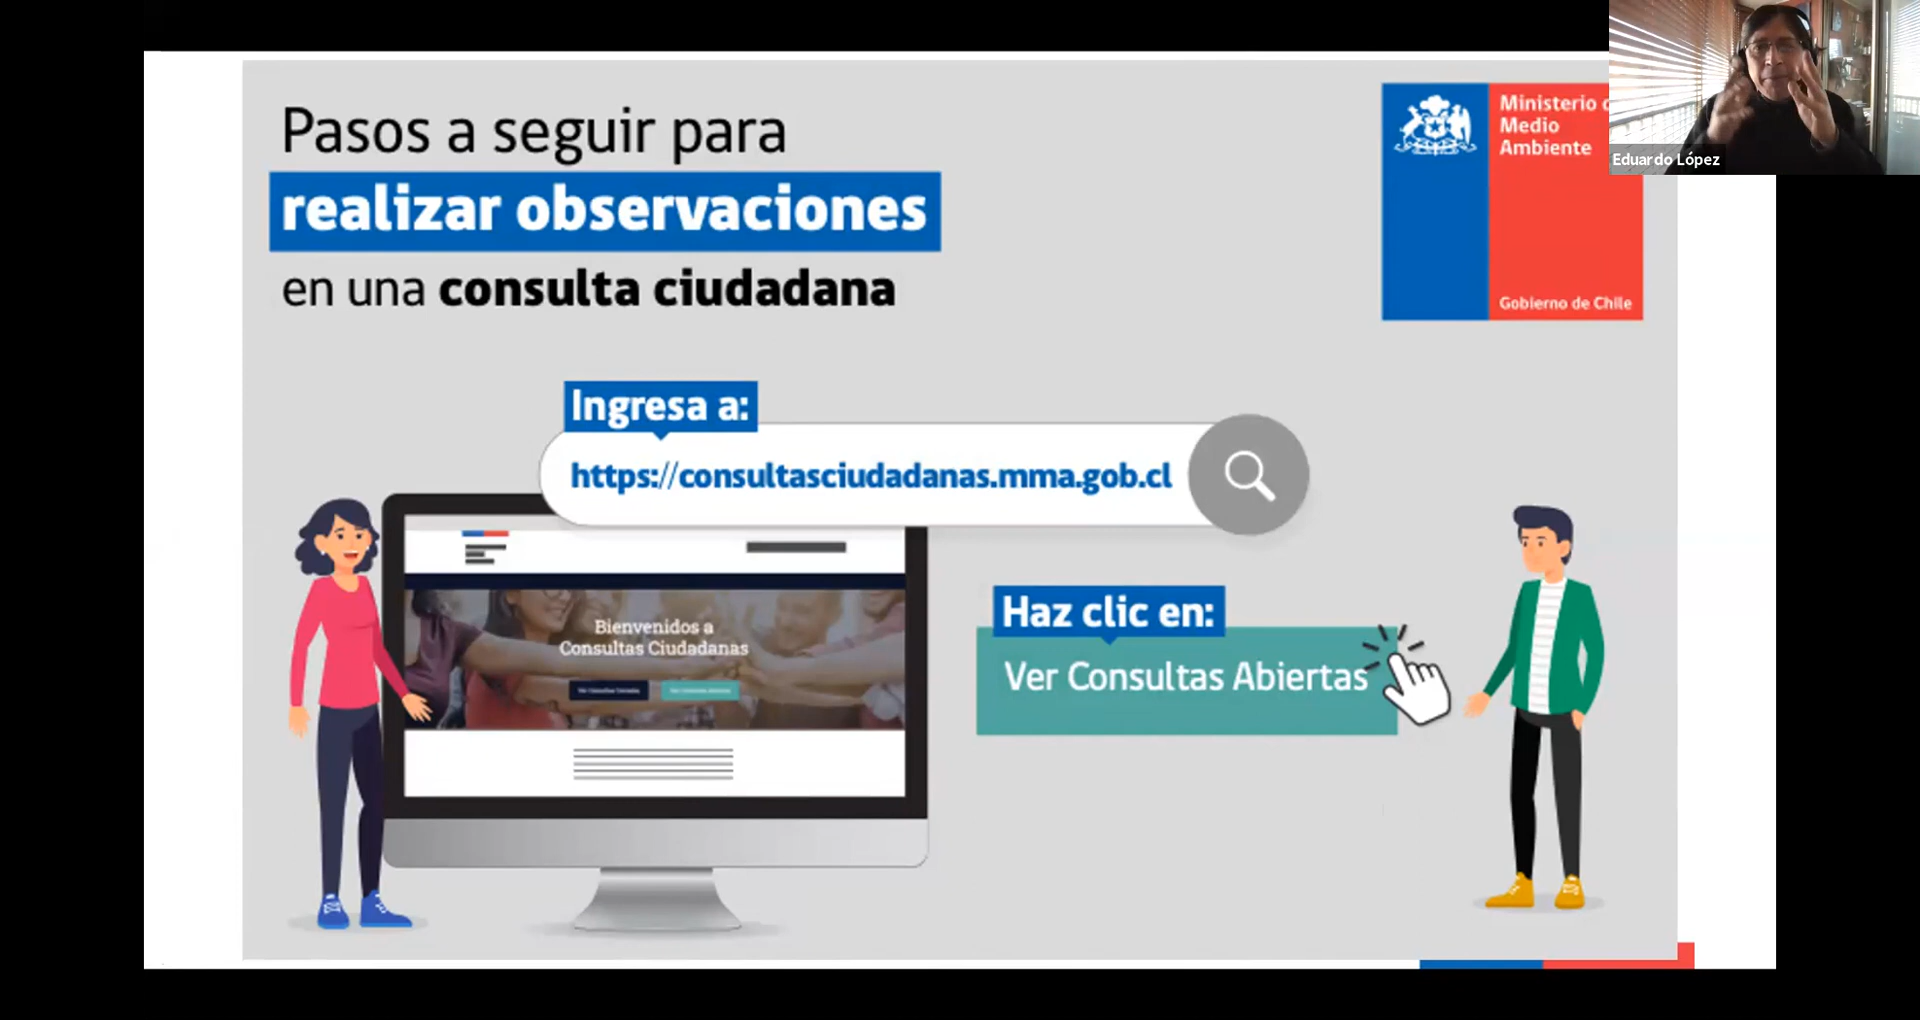 Pasos a seguir para
realizar observaciones
en una consulta ciudadana
Ministerio
Medio
Ambiente
Gobierno de Chile
Eduardo López
Ingresa a:
https://consultasciudadanas.mma.gob.cl
Bienvenidos a
Consultas Ciudadanas
Haz clic en:
Ver Consultas Abiertas